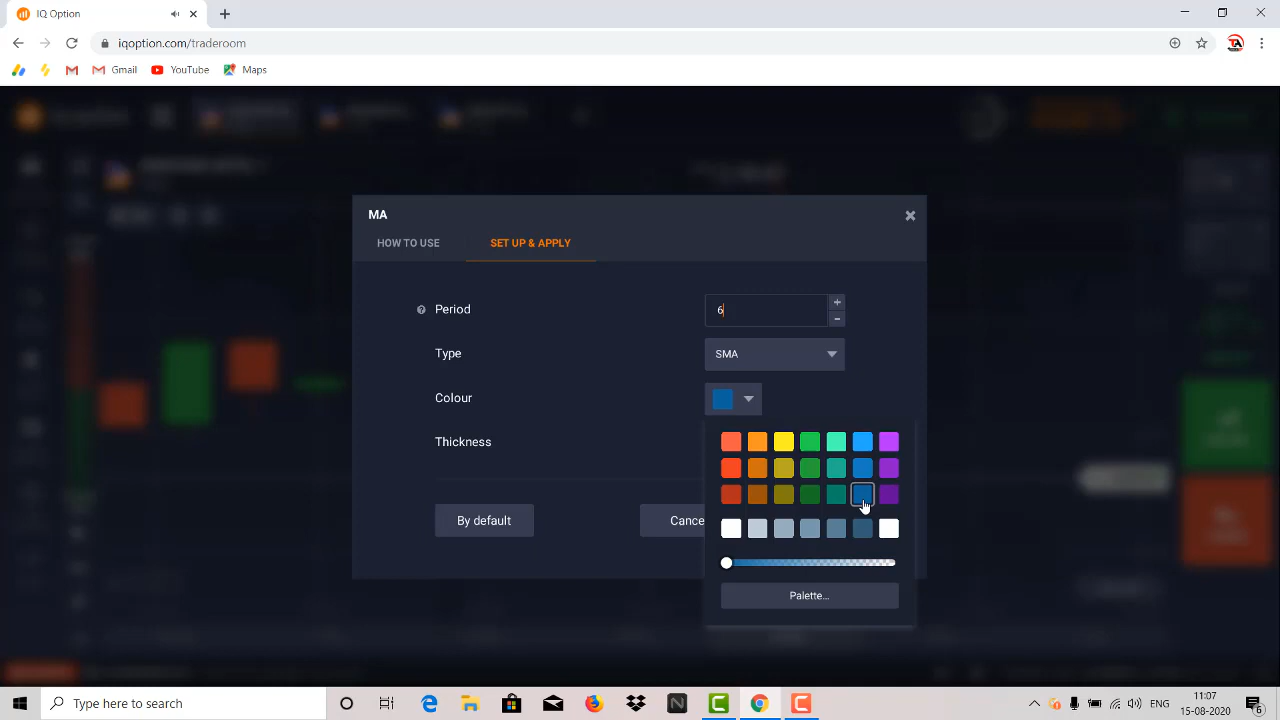 IQ Option
iqoption.com/traderoom
Gmail
YouTube
Maps
MA
HOW TO USE
SET UP & APPLY
Period
6
Type
SMA
Colour
Thickness
By default
Cance
Palette...
Type here to search
ENG
11:07
15-08-2020
6